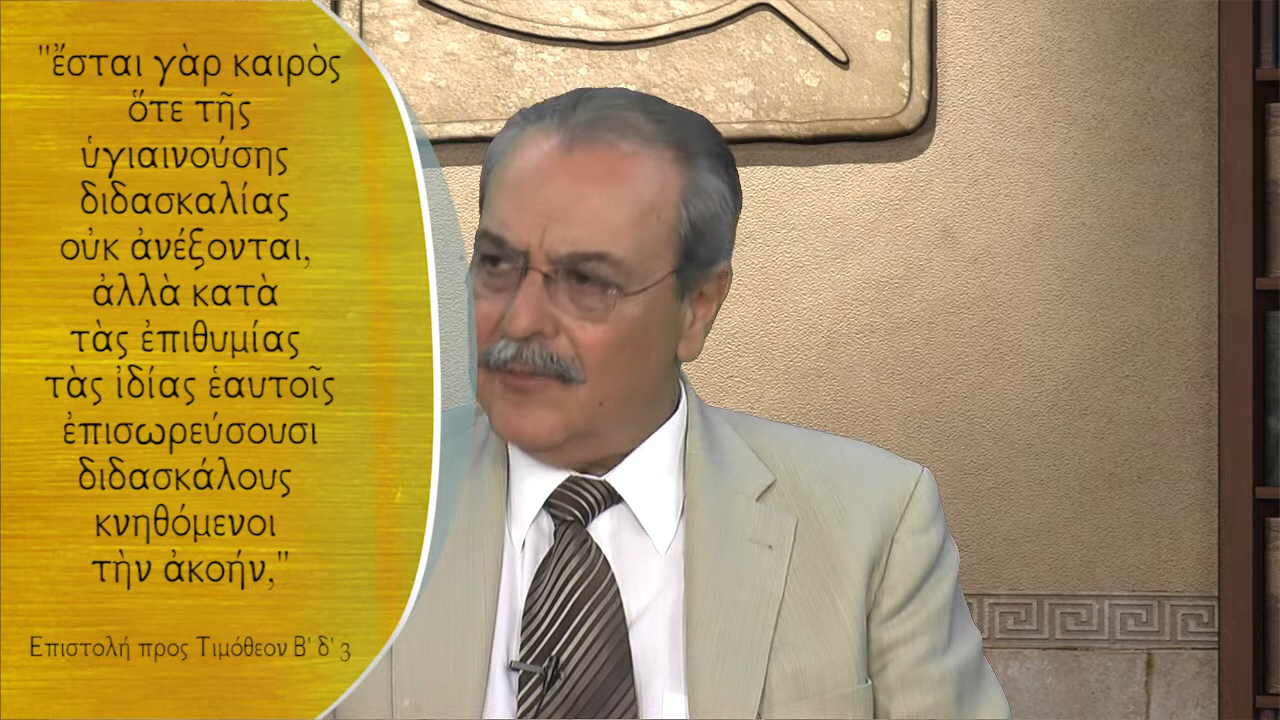 "ἔσται γὰρ καιρὸς
ὅτε τῆς
ὑγιαινούσης
διδασκαλίας
οὐκ ἀνέξονται,
ἀλλὰ κατὰ
τὰς ἐπιθυμίας
τὰς ἰδίας ἑαυτοῖς
ἐπισωρεύσουσι
διδασκάλους
κνηθόμενοι
τὴν ἀκοήν,"
Επιστολή προς Τιμόθεον Β' δ' 3